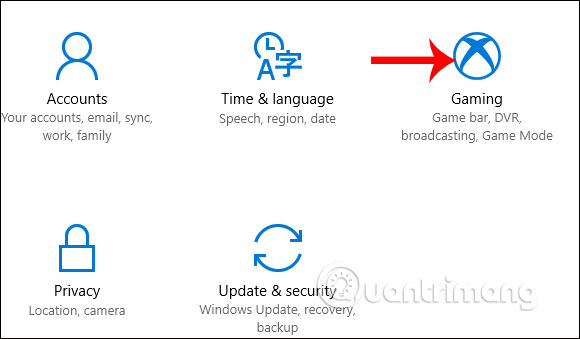 A字
Accounts
Your accounts, email, sync,
work, family
Time & language
Speech, region, date
Gaming
Game bar, DVR,
broadcasting, Game Mode
Privacy
Location, camera
Update & security
Windows Update, recovery,
backup
Quantrimang